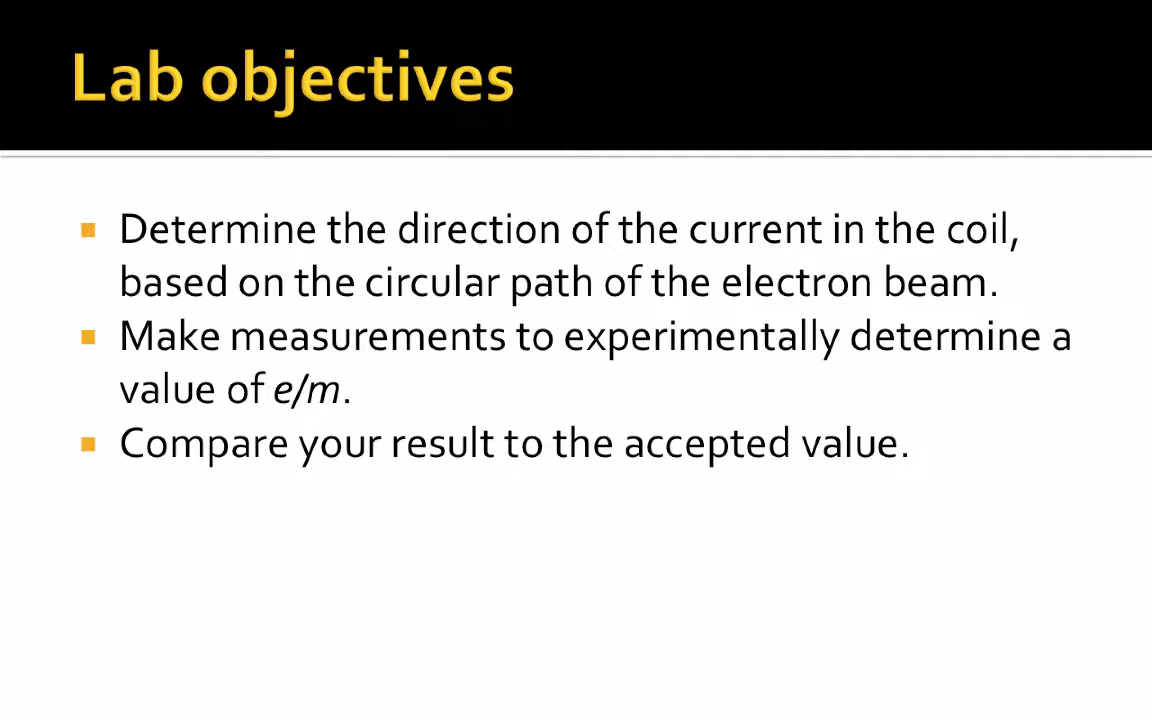 Lab objectives
Determine the direction of the current in the coil,
based on the circular path of the electron beam.
Make measurements to experimentally determine a
value of e/m.
Compare your result to the accepted value.